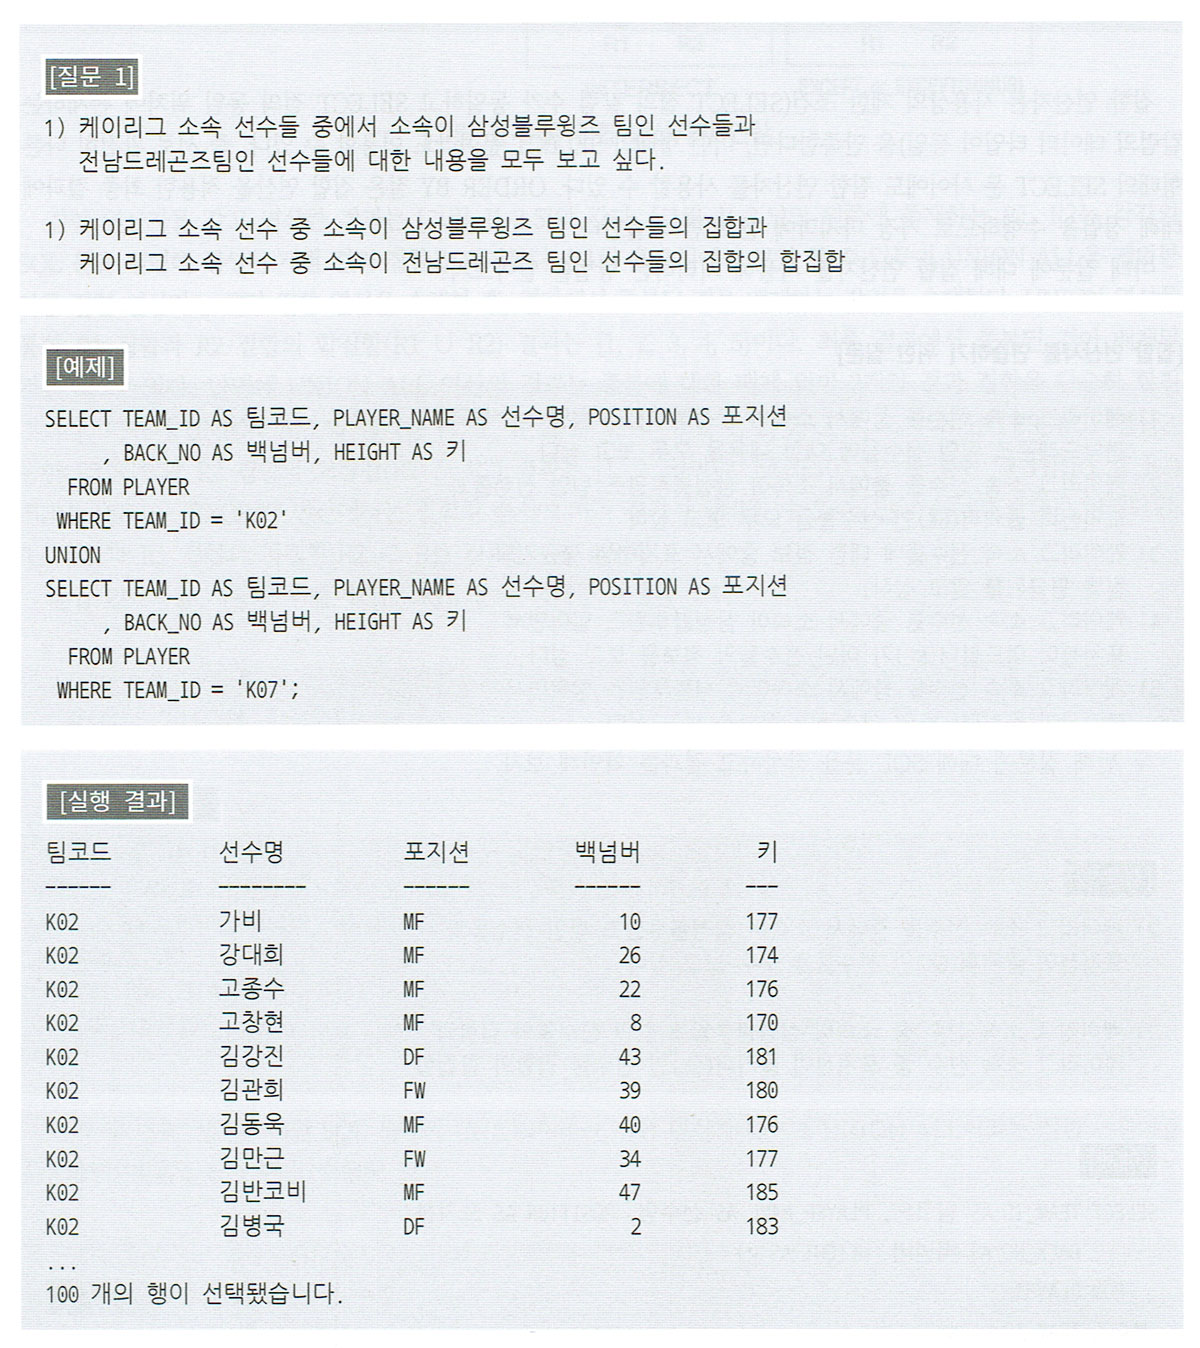 [질문 1]
1) 케이리그 소속 선수들 중에서 소속이 삼성블루윙즈 팀인 선수들과
전남드레곤즈팀인 선수들에 대한 내용을 모두 보고 싶다.
1) 케이리그 소속 선수 중 소속이 삼성블루윙즈 팀인 선수들의 집합과
케이리그 소속 선수 중 소속이 전남드레곤즈 팀인 선수들의 집합의 합집합
[예제]
SELECT TEAM_ID AS 팀코드, PLAYER_NAME AS 선수명, POSITION AS 포지션
, BACK_NO AS 백넘버, HEIGHT AS 키
FROM PLAYER
WHERE TEAM_ID = 'K02'
UNION
SELECT TEAM_ID AS 팀코드, PLAYER_NAME AS 선수명, POSITION AS 포지션
, BACK_NO AS 백넘버, HEIGHT AS 키
FROM PLAYER
WHERE TEAM_ID = 'K07';
[실행 결과]
팀코드 선수명 포지션 백넘버 키
------ -------- ------ ------ ---
K02 가비 MF 10 177
K02 강대희 MF 26 174
K02 고종수 MF 22 176
K02 고창현 MF 8 170
K02 김강진 DF 43 181
K02 김관희 FW 39 180
K02 김동욱 MF 40 176
K02 김만근 FW 34 177
K02 김반코비 MF 47 185
K02 김병국 DF 2 183
...
100 개의 행이 선택됐습니다.